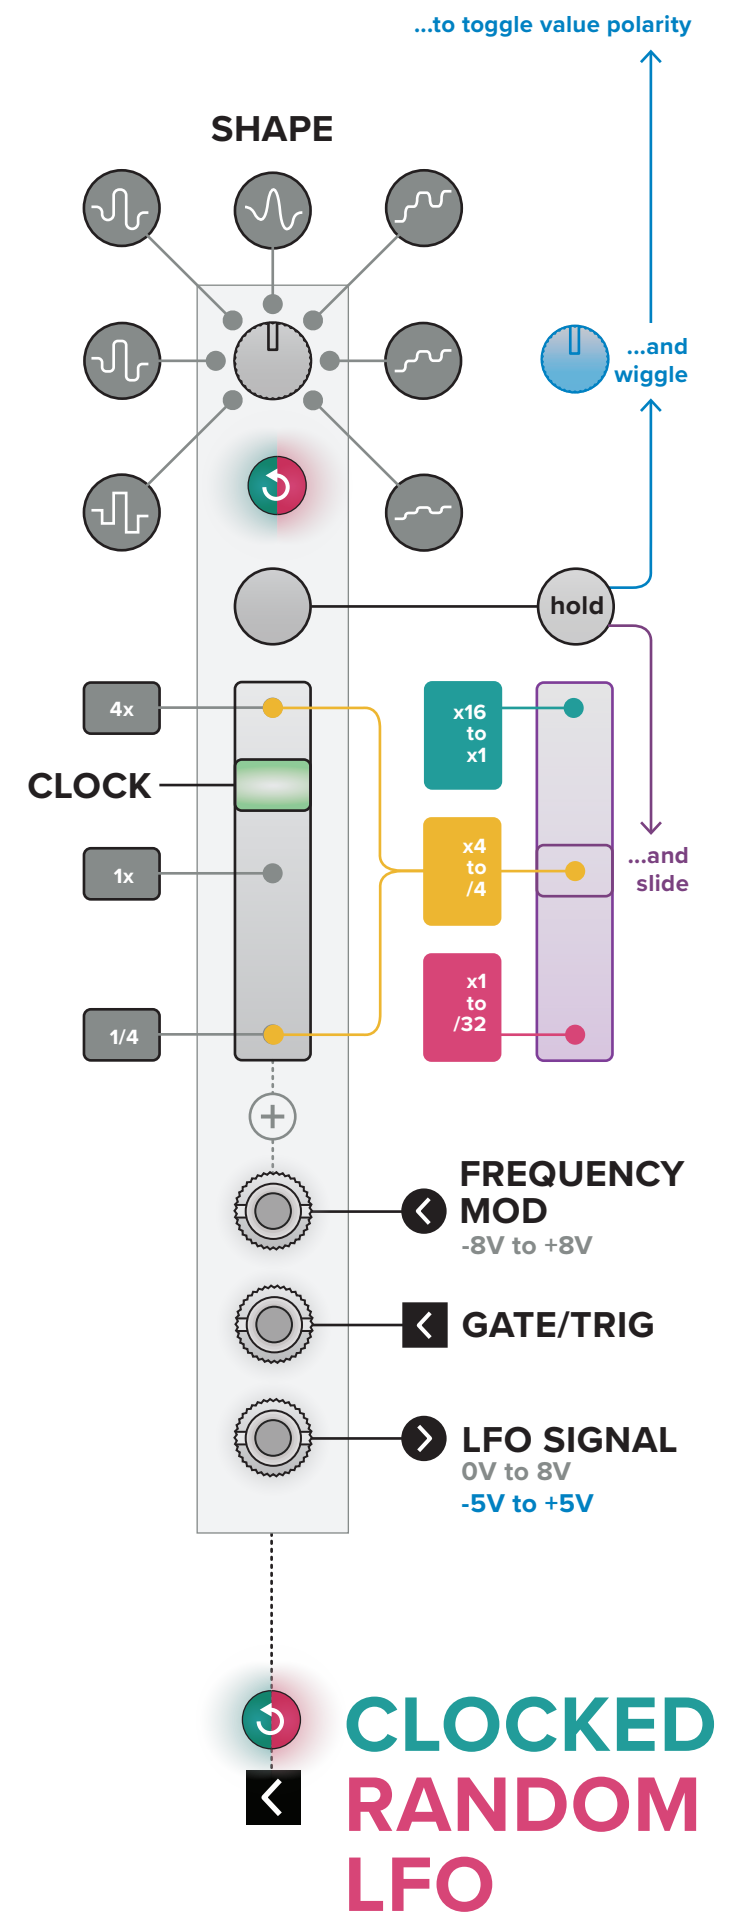 ...to toggle value polarity
SHAPE
...and
wiggle
hold
4x
x16
to
x1
CLOCK
x4
to
/4
...and
slide
1x
x1
to
/32
1/4
+
FREQUENCY
MOD
-8V to +8V
GATE/TRIG
LFO SIGNAL
0V to 8V
-5V to +5V
CLOCKED
RANDOM
LFO